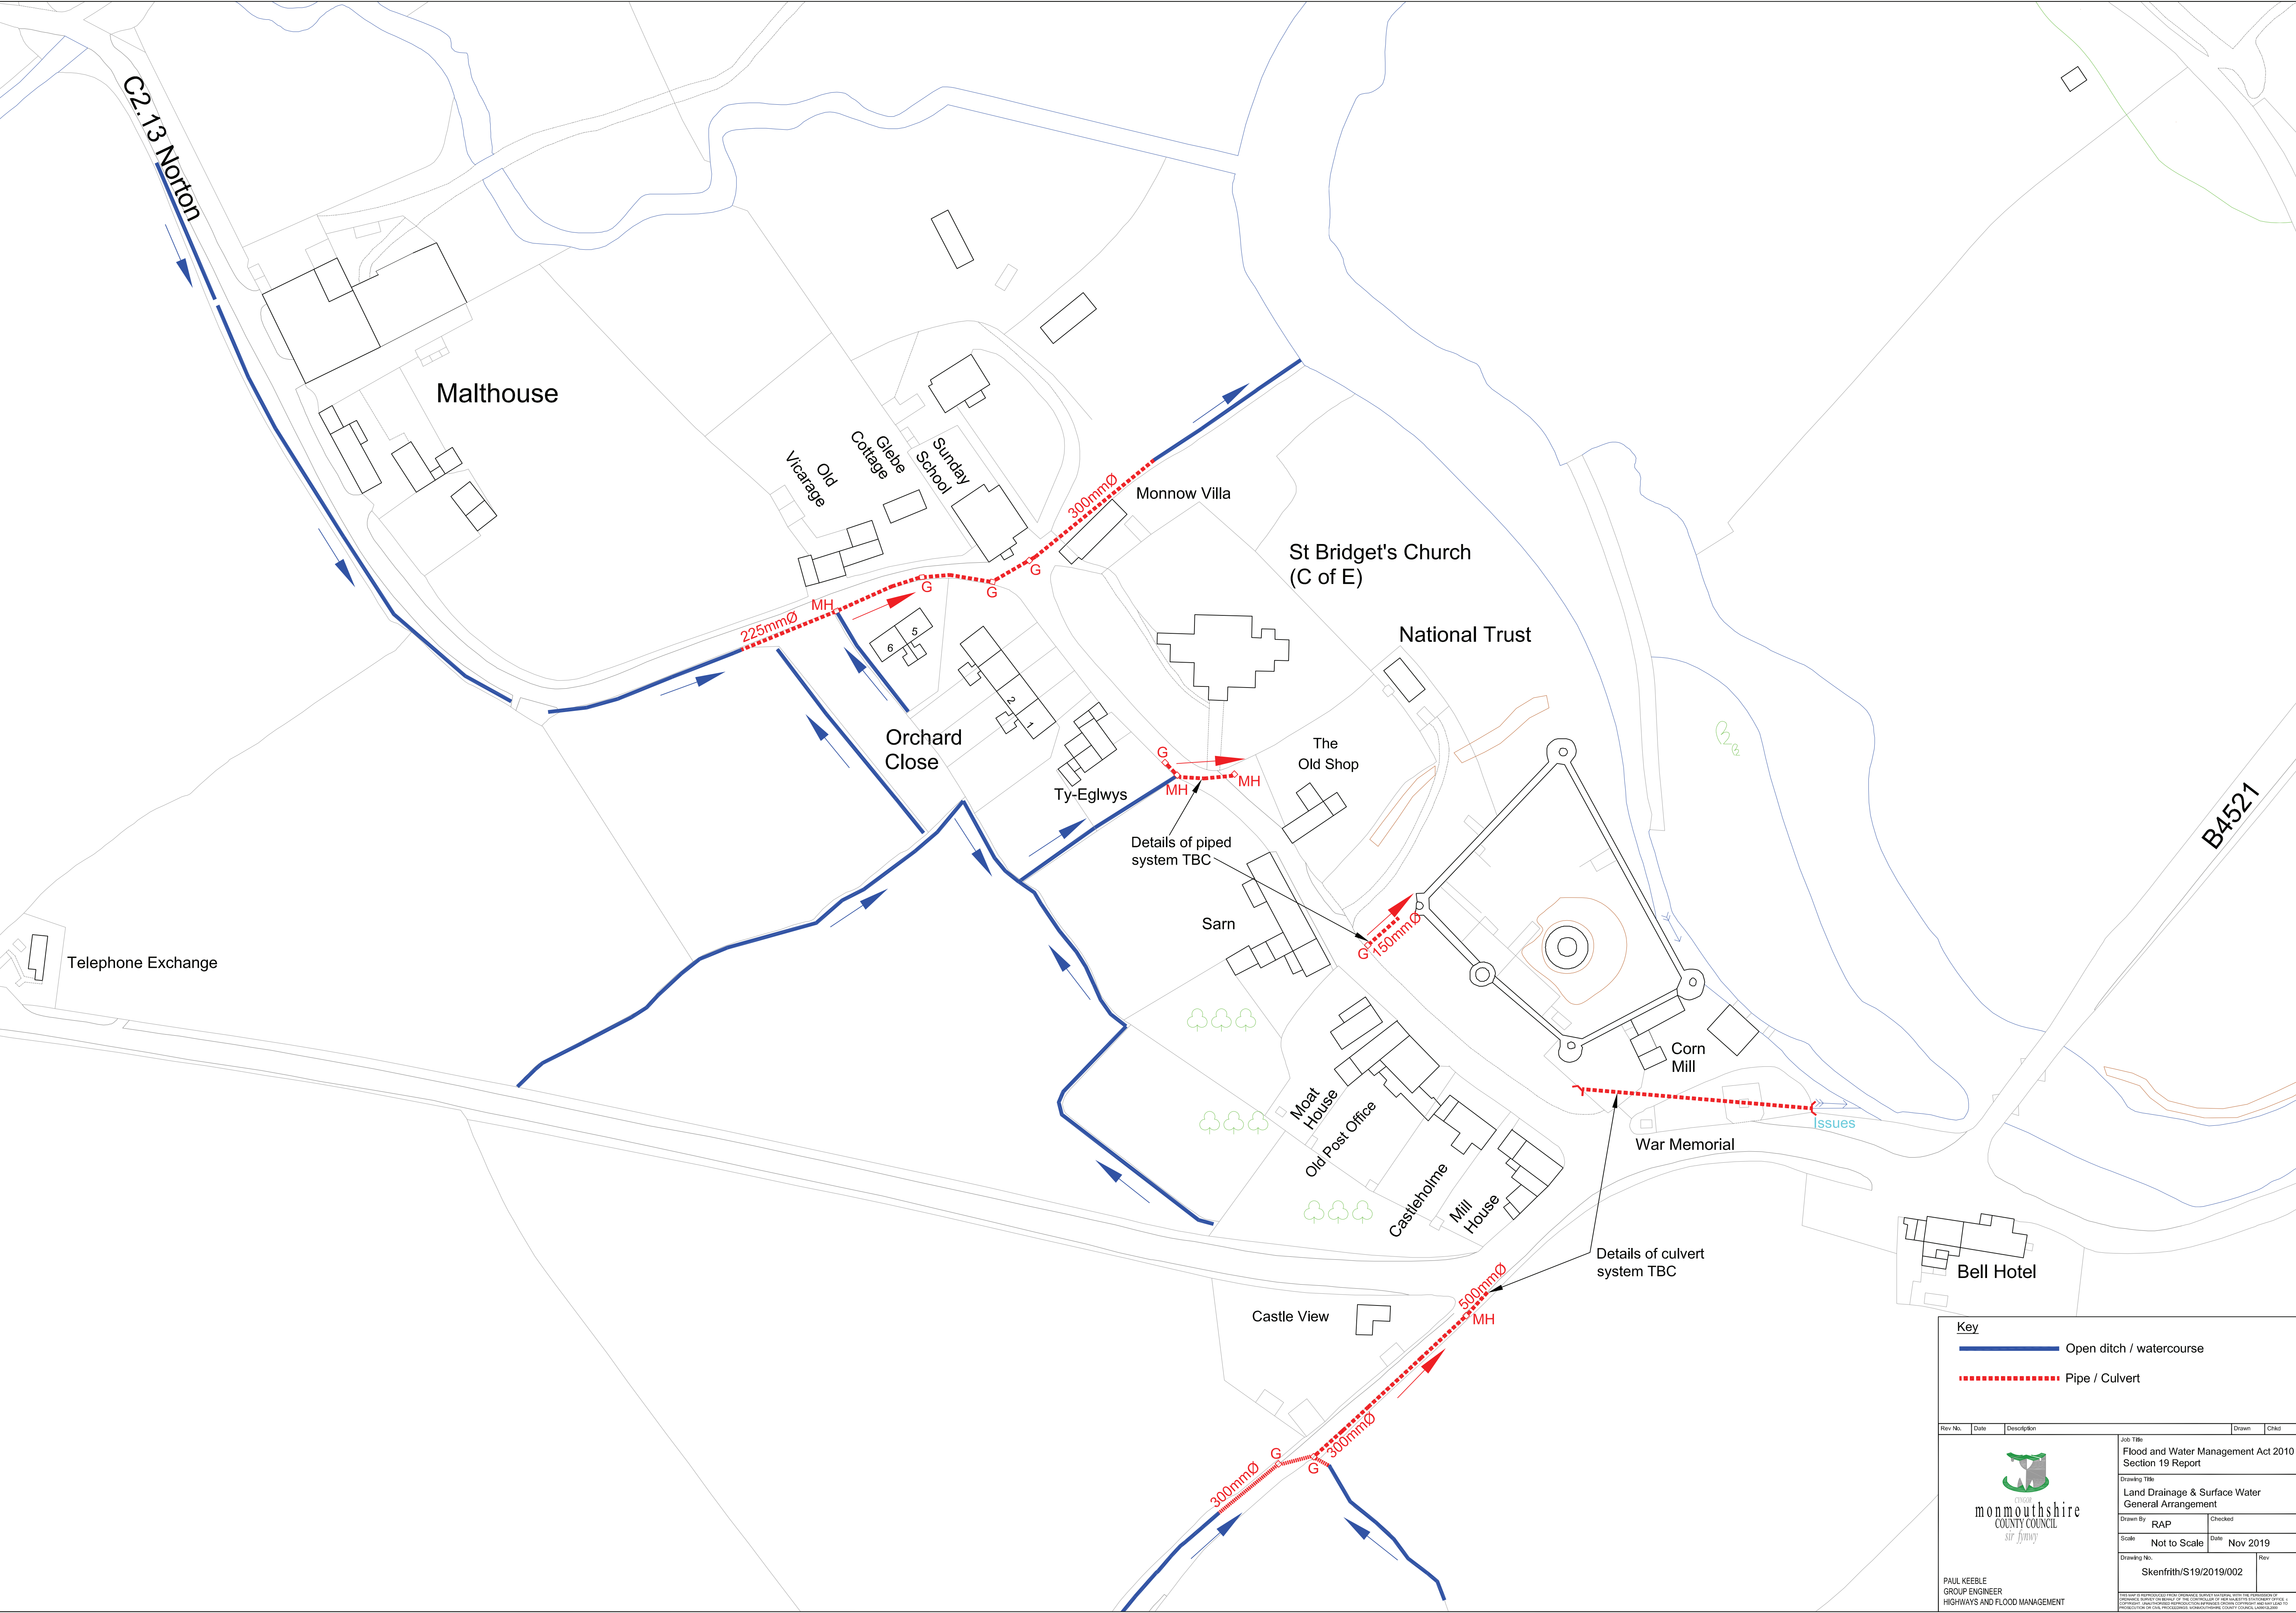 C2.13 Norton
Malthouse
Old
Vicarage
Glebe
Cottage
Sunday
School
300mmØ
Monnow Villa
St Bridget's Church
(C of E)
National Trust
MH
G
G
G
225mmØ
5
6
2
1
Orchard
Close
Ty-Eglwys
G
MH
MH
The
Old Shop
Details of piped
system TBC
Sarn
G
150mmØ
B4521
Telephone Exchange
Corn
Mill
Moat
House
Old Post Office
Castleholme
Mill
House
War Memorial
Issues
Details of culvert
system TBC
Bell Hotel
Castle View
500mmØ
MH
300mmØ
G
G
300mmØ
Key
Open ditch / watercourse
Pipe / Culvert
Rev No. Date Description Drawn Chkd
monmouthshire
COUNTY COUNCIL
sir fynwy
PAUL KEEBLE
GROUP ENGINEER
HIGHWAYS AND FLOOD MANAGEMENT
Job Title
Flood and Water Management Act 2010
Section 19 Report
Drawing Title
Land Drainage & Surface Water
General Arrangement
Drawn By RAP Checked
Scale Not to Scale Date Nov 2019
Drawing No. Rev
Skenfrith/S19/2019/002